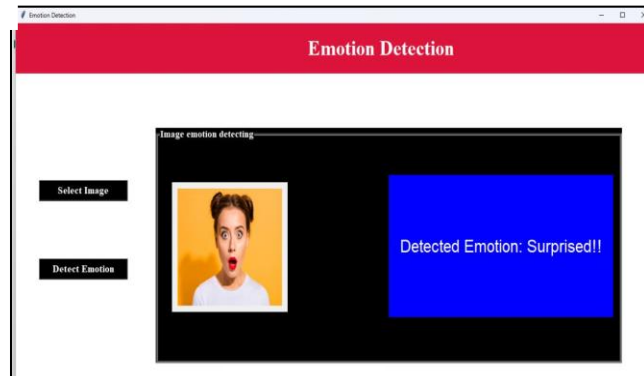 Emotion Detection
Emotion Detection
Image emotion detecting
Select Image
Detected Emotion: Surprised!!
Detect Emotion